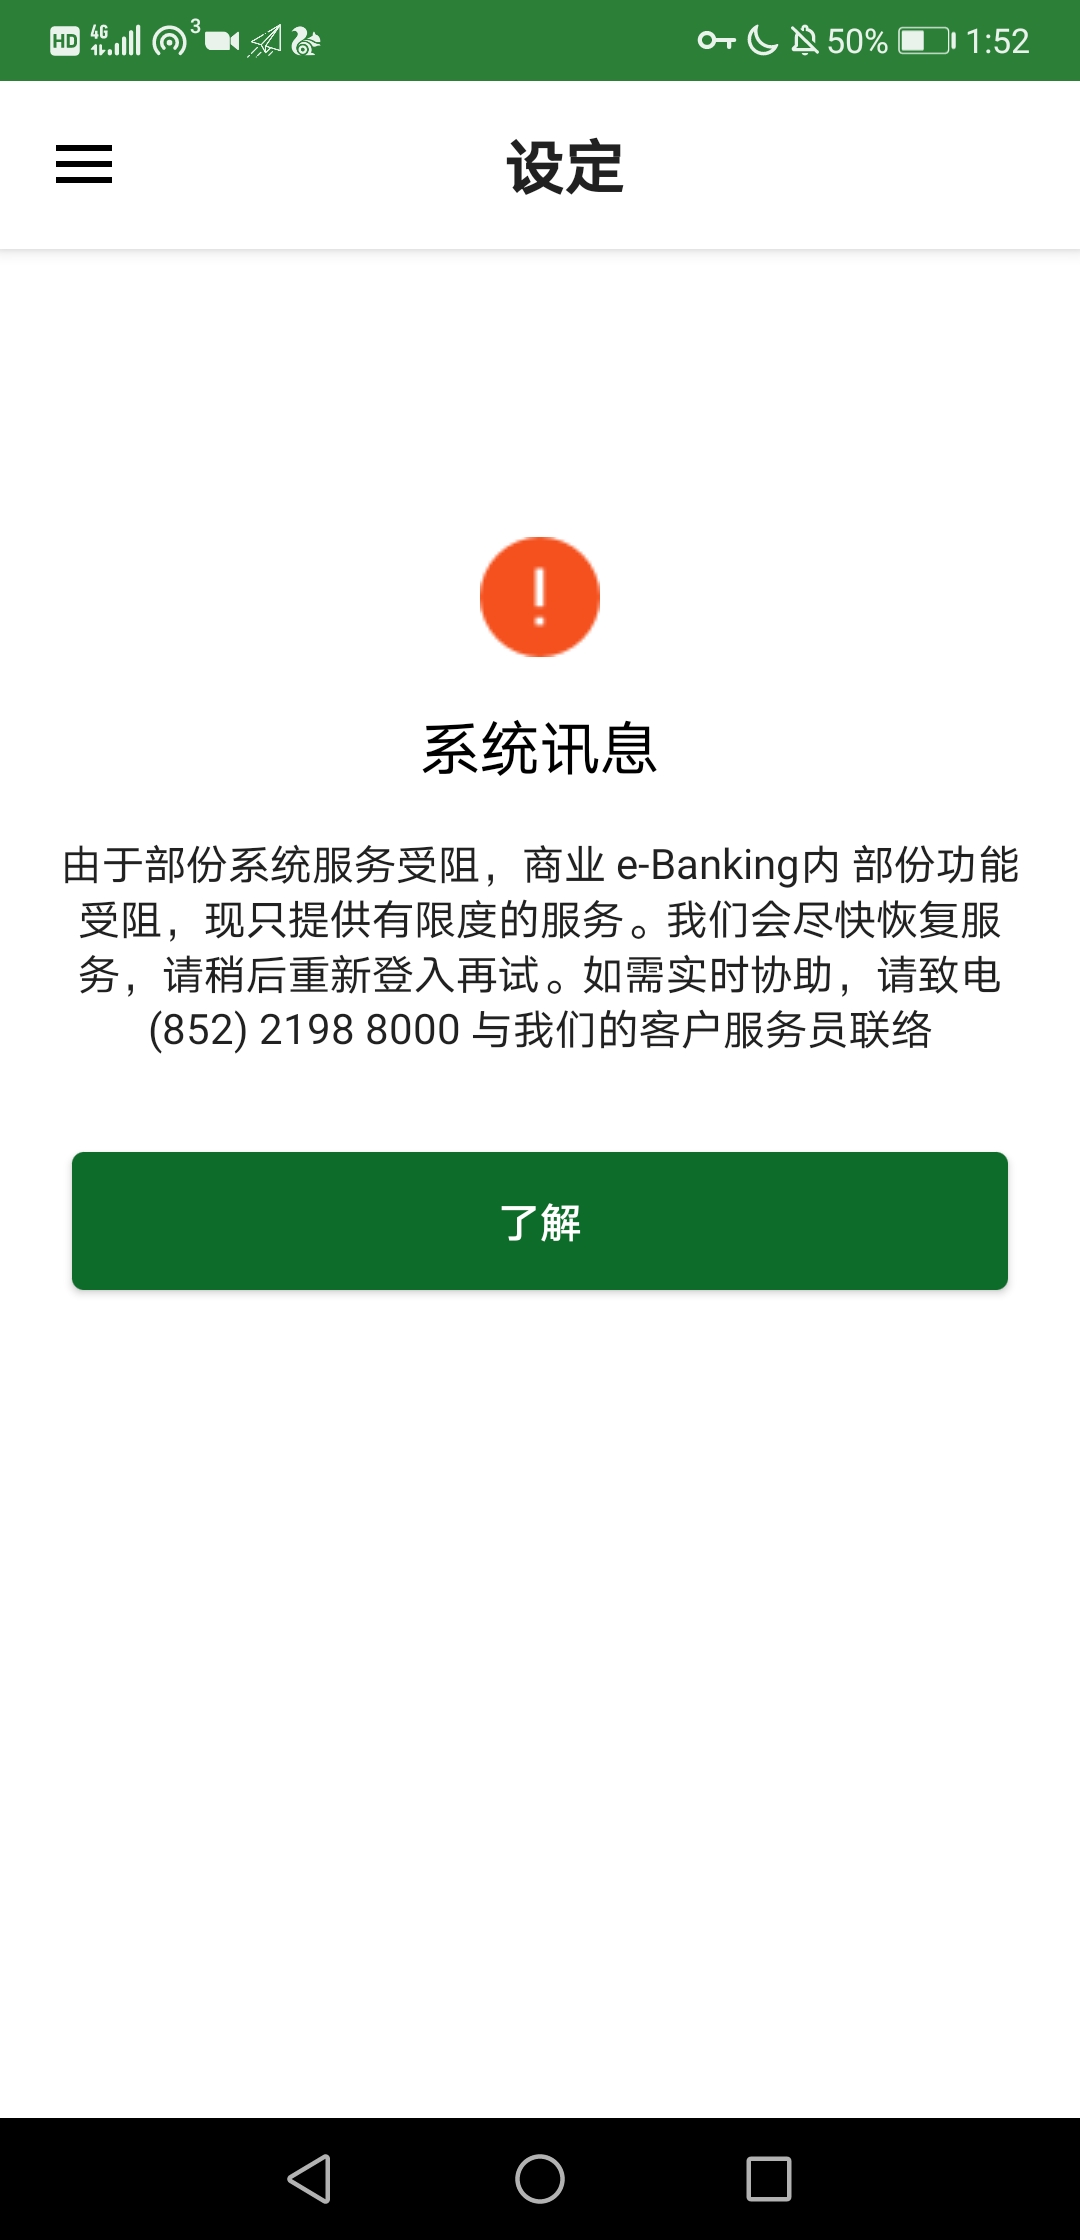 HD 4G 3 50% 1:52
设定
系统讯息
由于部份系统服务受阻，商业 e-Banking内 部份功能
受阻，现只提供有限度的服务。我们会尽快恢复服
务，请稍后重新登入再试。如需实时协助，请致电
(852) 2198 8000 与我们的客户服务员联络
了解